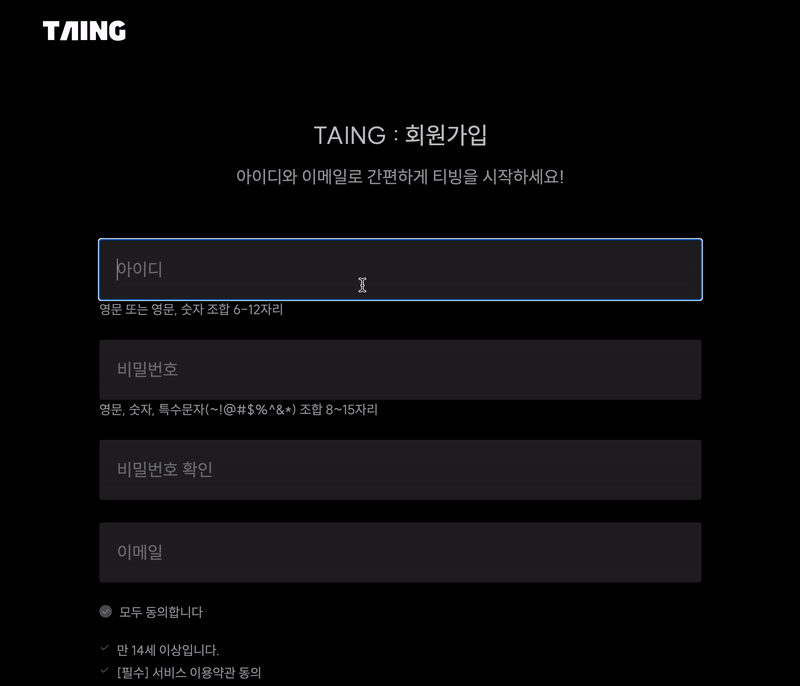 TAING
TAING : 회원가입
아이디와 이메일로 간편하게 티빙을 시작하세요!
아이디
영문 또는 영문, 숫자 조합 6-12자리
비밀번호
영문, 숫자, 특수문자(~!@#$%^&*) 조합 8~15자리
비밀번호 확인
이메일
모두 동의합니다
만 14세 이상입니다.
[필수] 서비스 이용약관 동의